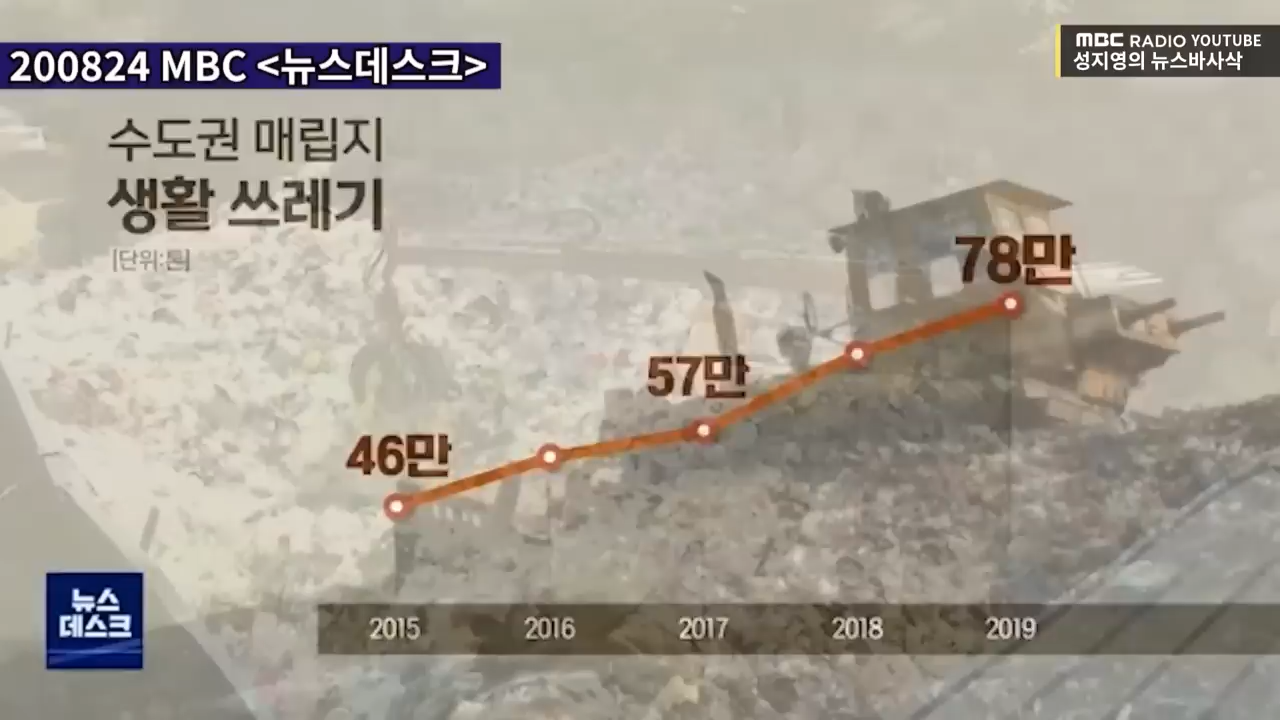 200824 MBC <뉴스데스크>
MBC RADIO YOUTUBE
성지영의 뉴스바사삭
수도권 매립지
생활 쓰레기
[단위:톤]
78만
57만
46만
2015 2016 2017 2018 2019
뉴스
데스크